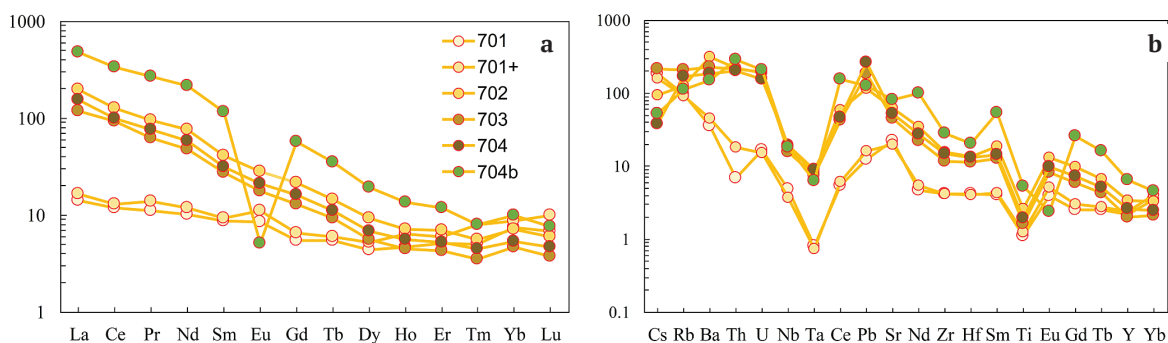 1000
100
10
1
a
701
701+
702
703
704
704b
La Ce Pr Nd Sm Eu Gd Tb Dy Ho Er Tm Yb Lu
1000
100
10
1
0.1
b
Cs Rb Ba Th U Nb Ta Ce Pb Sr Nd Zr Hf Sm Ti Eu Gd Tb Y Yb